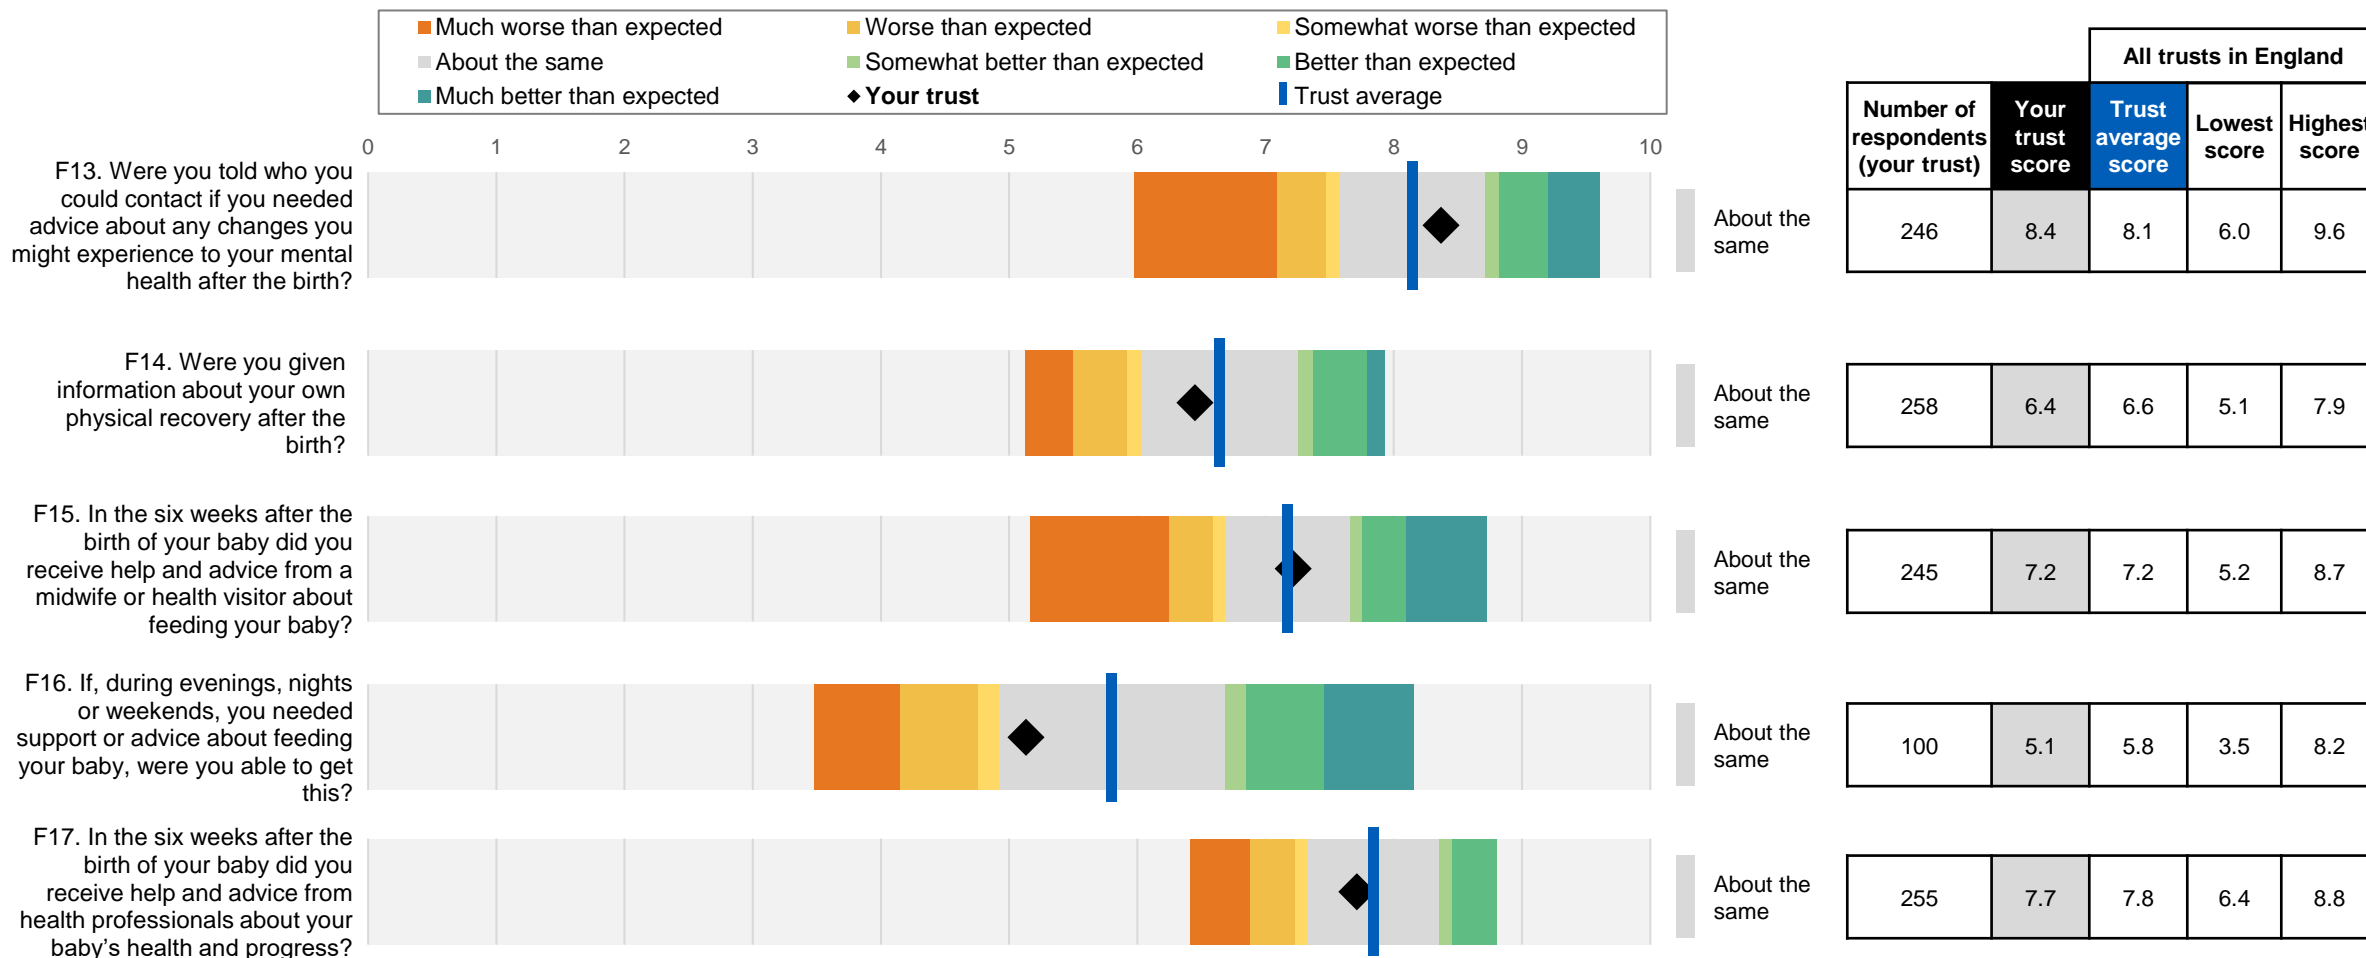 Much worse than expected
Worse than expected
Somewhat worse than expected
About the same
Somewhat better than expected
Better than expected
Much better than expected
Your trust
Trust average
All trusts in England
Number of respondents (your trust)
Your trust score
Trust average score
Lowest score
Highest score
0 1 2 3 4 5 6 7 8 9 10
F13. Were you told who you
could contact if you needed
advice about any changes you
might experience to your mental
health after the birth?
About the
same
246 8.4 8.1 6.0 9.6
F14. Were you given
information about your own
physical recovery after the
birth?
About the
same
258 6.4 6.6 5.1 7.9
F15. In the six weeks after the
birth of your baby did you
receive help and advice from a
midwife or health visitor about
feeding your baby?
About the
same
245 7.2 7.2 5.2 8.7
F16. If, during evenings, nights
or weekends, you needed
support or advice about feeding
your baby, were you able to get
this?
About the
same
100 5.1 5.8 3.5 8.2
F17. In the six weeks after the
birth of your baby did you
receive help and advice from
health professionals about your
baby’s health and progress?
About the
same
255 7.7 7.8 6.4 8.8